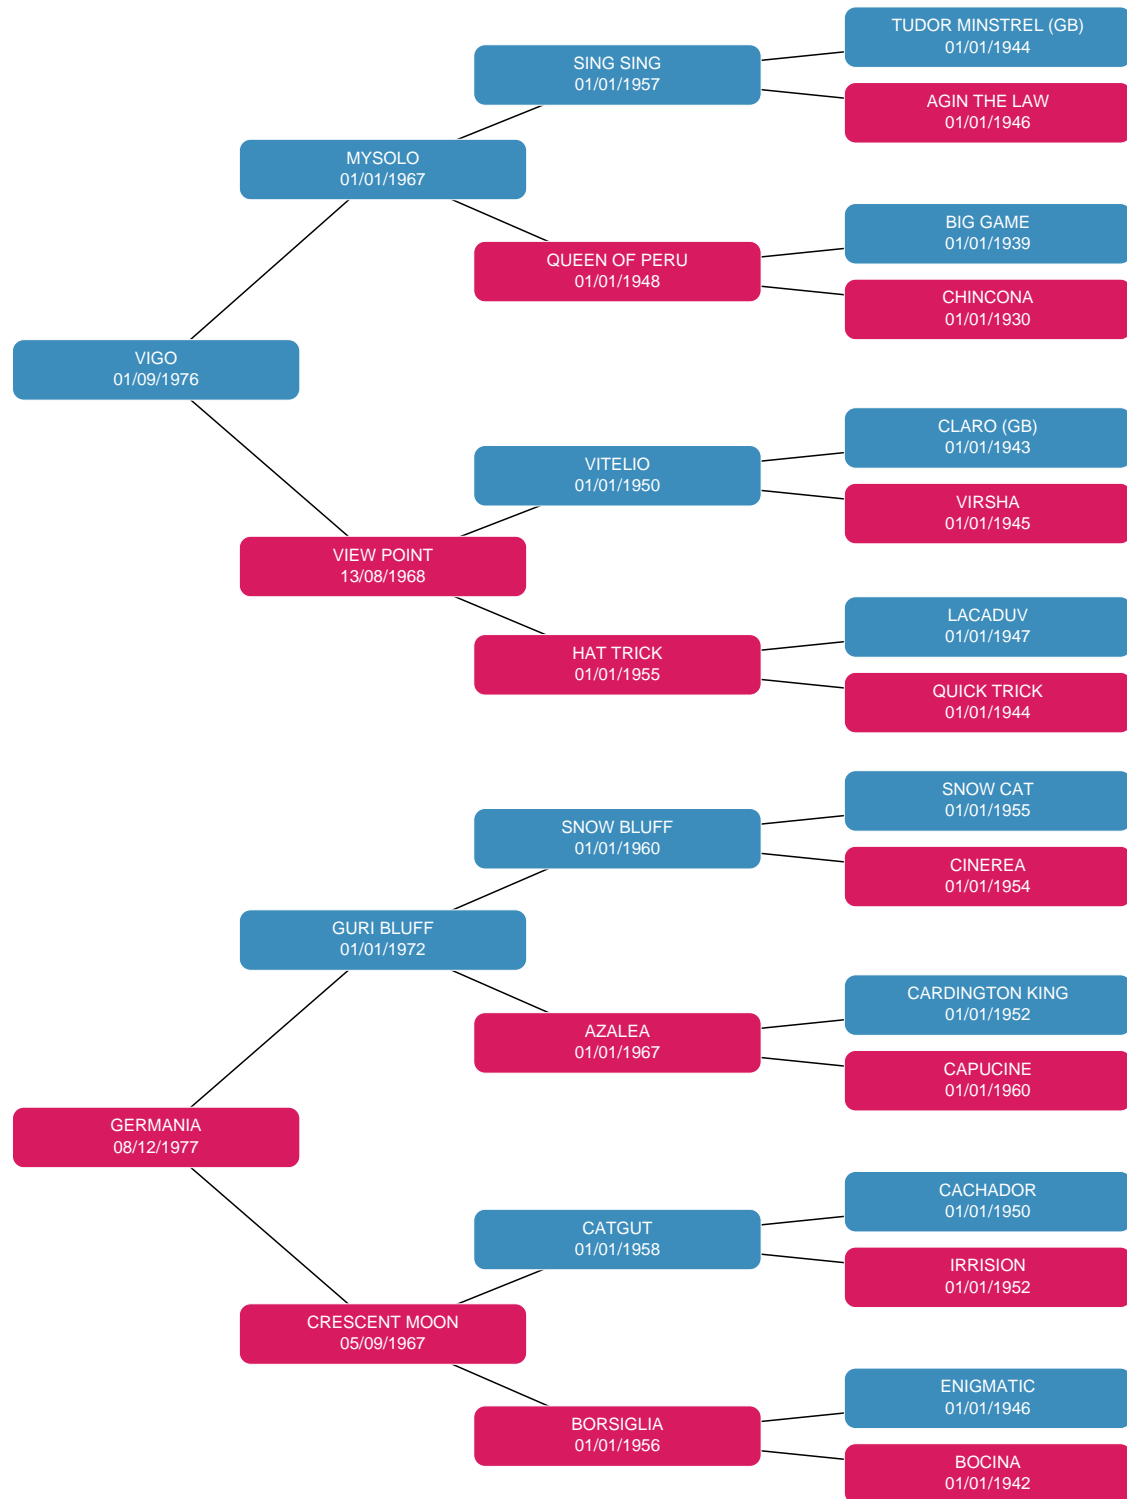 TUDOR MINSTREL (GB)
01/01/1944
SING SING
01/01/1957
AGIN THE LAW
01/01/1946
MYSOLO
01/01/1967
BIG GAME
01/01/1939
QUEEN OF PERU
01/01/1948
CHINCONA
01/01/1930
VIGO
01/09/1976
CLARO (GB)
01/01/1943
VITELIO
01/01/1950
VIRSHA
01/01/1945
VIEW POINT
13/08/1968
LACADUV
01/01/1947
HAT TRICK
01/01/1955
QUICK TRICK
01/01/1944
SNOW CAT
01/01/1955
SNOW BLUFF
01/01/1960
CINEREA
01/01/1954
GURI BLUFF
01/01/1972
CARDINGTON KING
01/01/1952
AZALEA
01/01/1967
CAPUCINE
01/01/1960
GERMANIA
08/12/1977
CACHADOR
01/01/1950
CATGUT
01/01/1958
IRRISION
01/01/1952
CRESCENT MOON
05/09/1967
ENIGMATIC
01/01/1946
BORSIGLIA
01/01/1956
BOCINA
01/01/1942